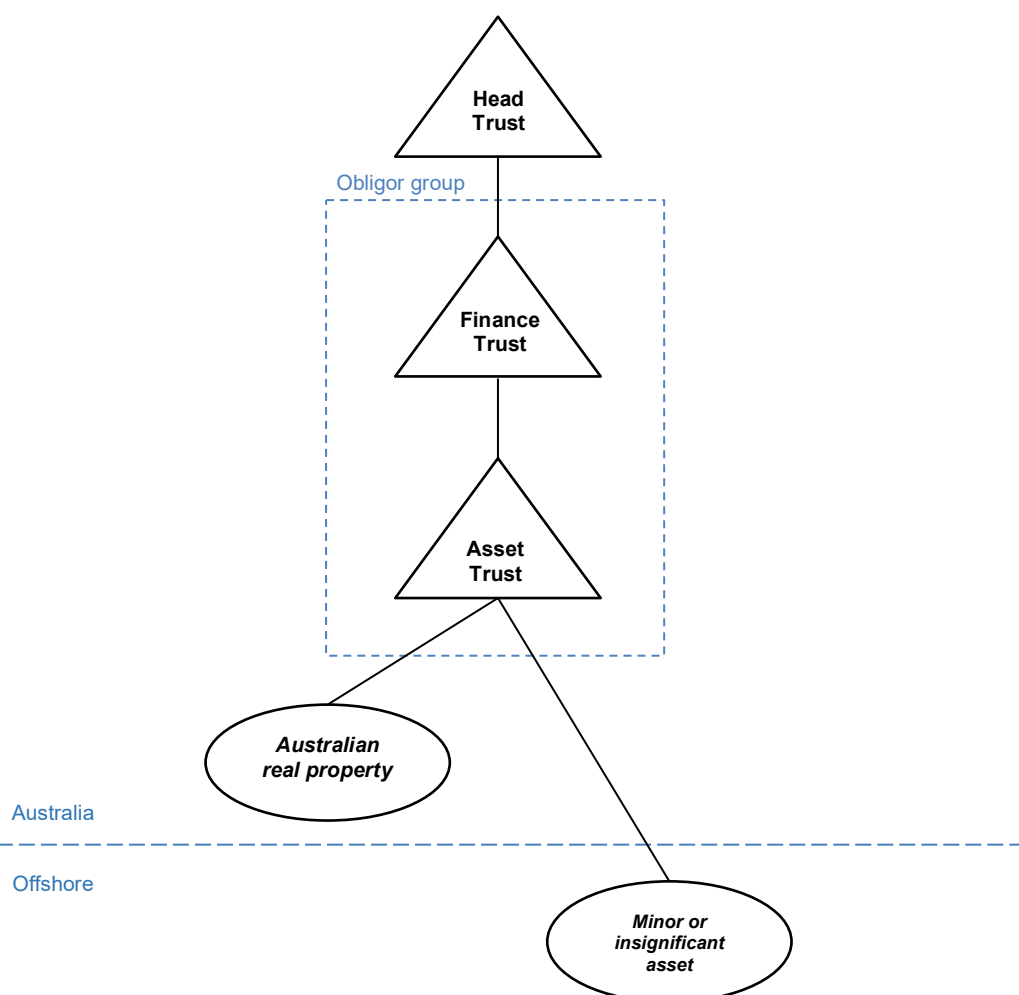 Head
Trust
Obligor group
Finance
Trust
Asset
Trust
Australian
real property
Australia
Offshore
Minor or
insignificant
asset